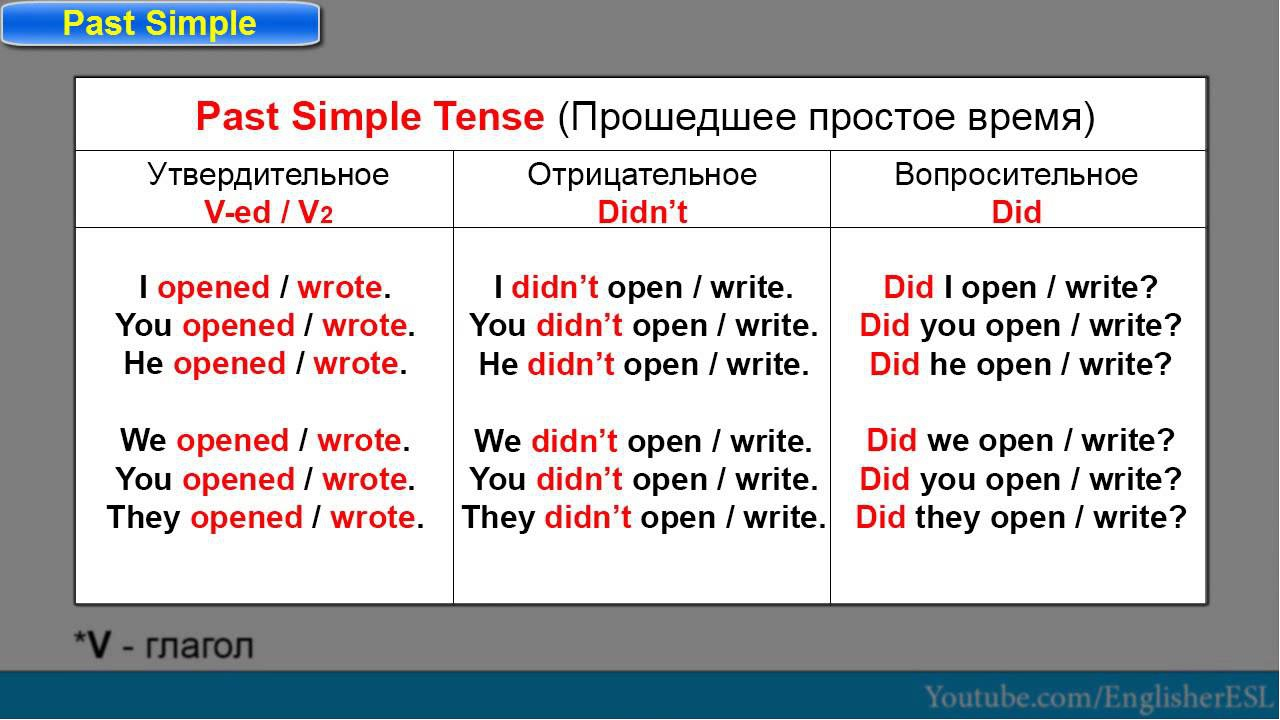 Past Simple
Past Simple Tense (Прошедшее простое время)
Утвердительное
V-ed / V2
I opened / wrote.
You opened / wrote.
He opened / wrote.
We opened / wrote.
You opened / wrote.
They opened / wrote.
Отрицательное
Didn’t
I didn’t open / write.
You didn’t open / write.
He didn’t open / write.
We didn’t open / write.
You didn’t open / write.
They didn’t open / write.
Вопросительное
Did
Did I open / write?
Did you open / write?
Did he open / write?
Did we open / write?
Did you open / write?
Did they open / write?
*V - глагол
Youtube.com/EnglisherESL